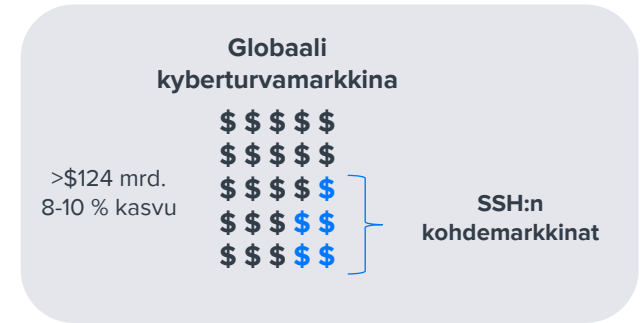 Globaali
kyberturvamarkkina
$ $ $ $ $
$ $ $ $ $
$ $ $ $ $
$ $ $ $ $
$ $ $ $ $
>$124 mrd.
8-10 % kasvu
SSH:n
kohdemarkkinat